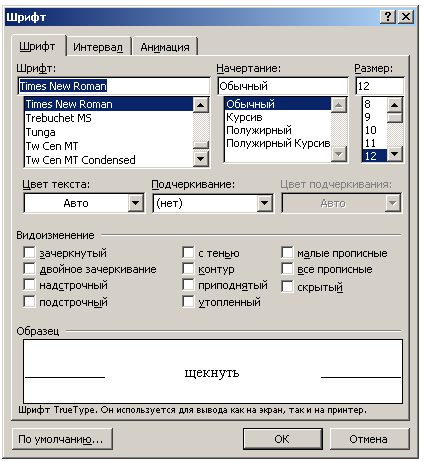 Шрифт
Шрифт Интервал Анимация
Шрифт: Начертание: Размер:
Times New Roman Обычный 12
Times New Roman Обычный 8
Trebuchet MS Курсив 9
Tunga Полужирный 10
Tw Cen MT Полужирный Курсив 11
Tw Cen MT Condensed 12
Цвет текста: Подчеркивание: Цвет подчеркивания:
Авто (нет) Авто
Видоизменение
зачеркнутый с тенью малые прописные
двойное зачеркивание контур все прописные
надстрочный приподнятый скрытый
подстрочный утопленный
Образец
щекнуть
Шрифт TrueType. Он используется для вывода как на экран, так и на принтер.
По умолчанию... ОК Отмена